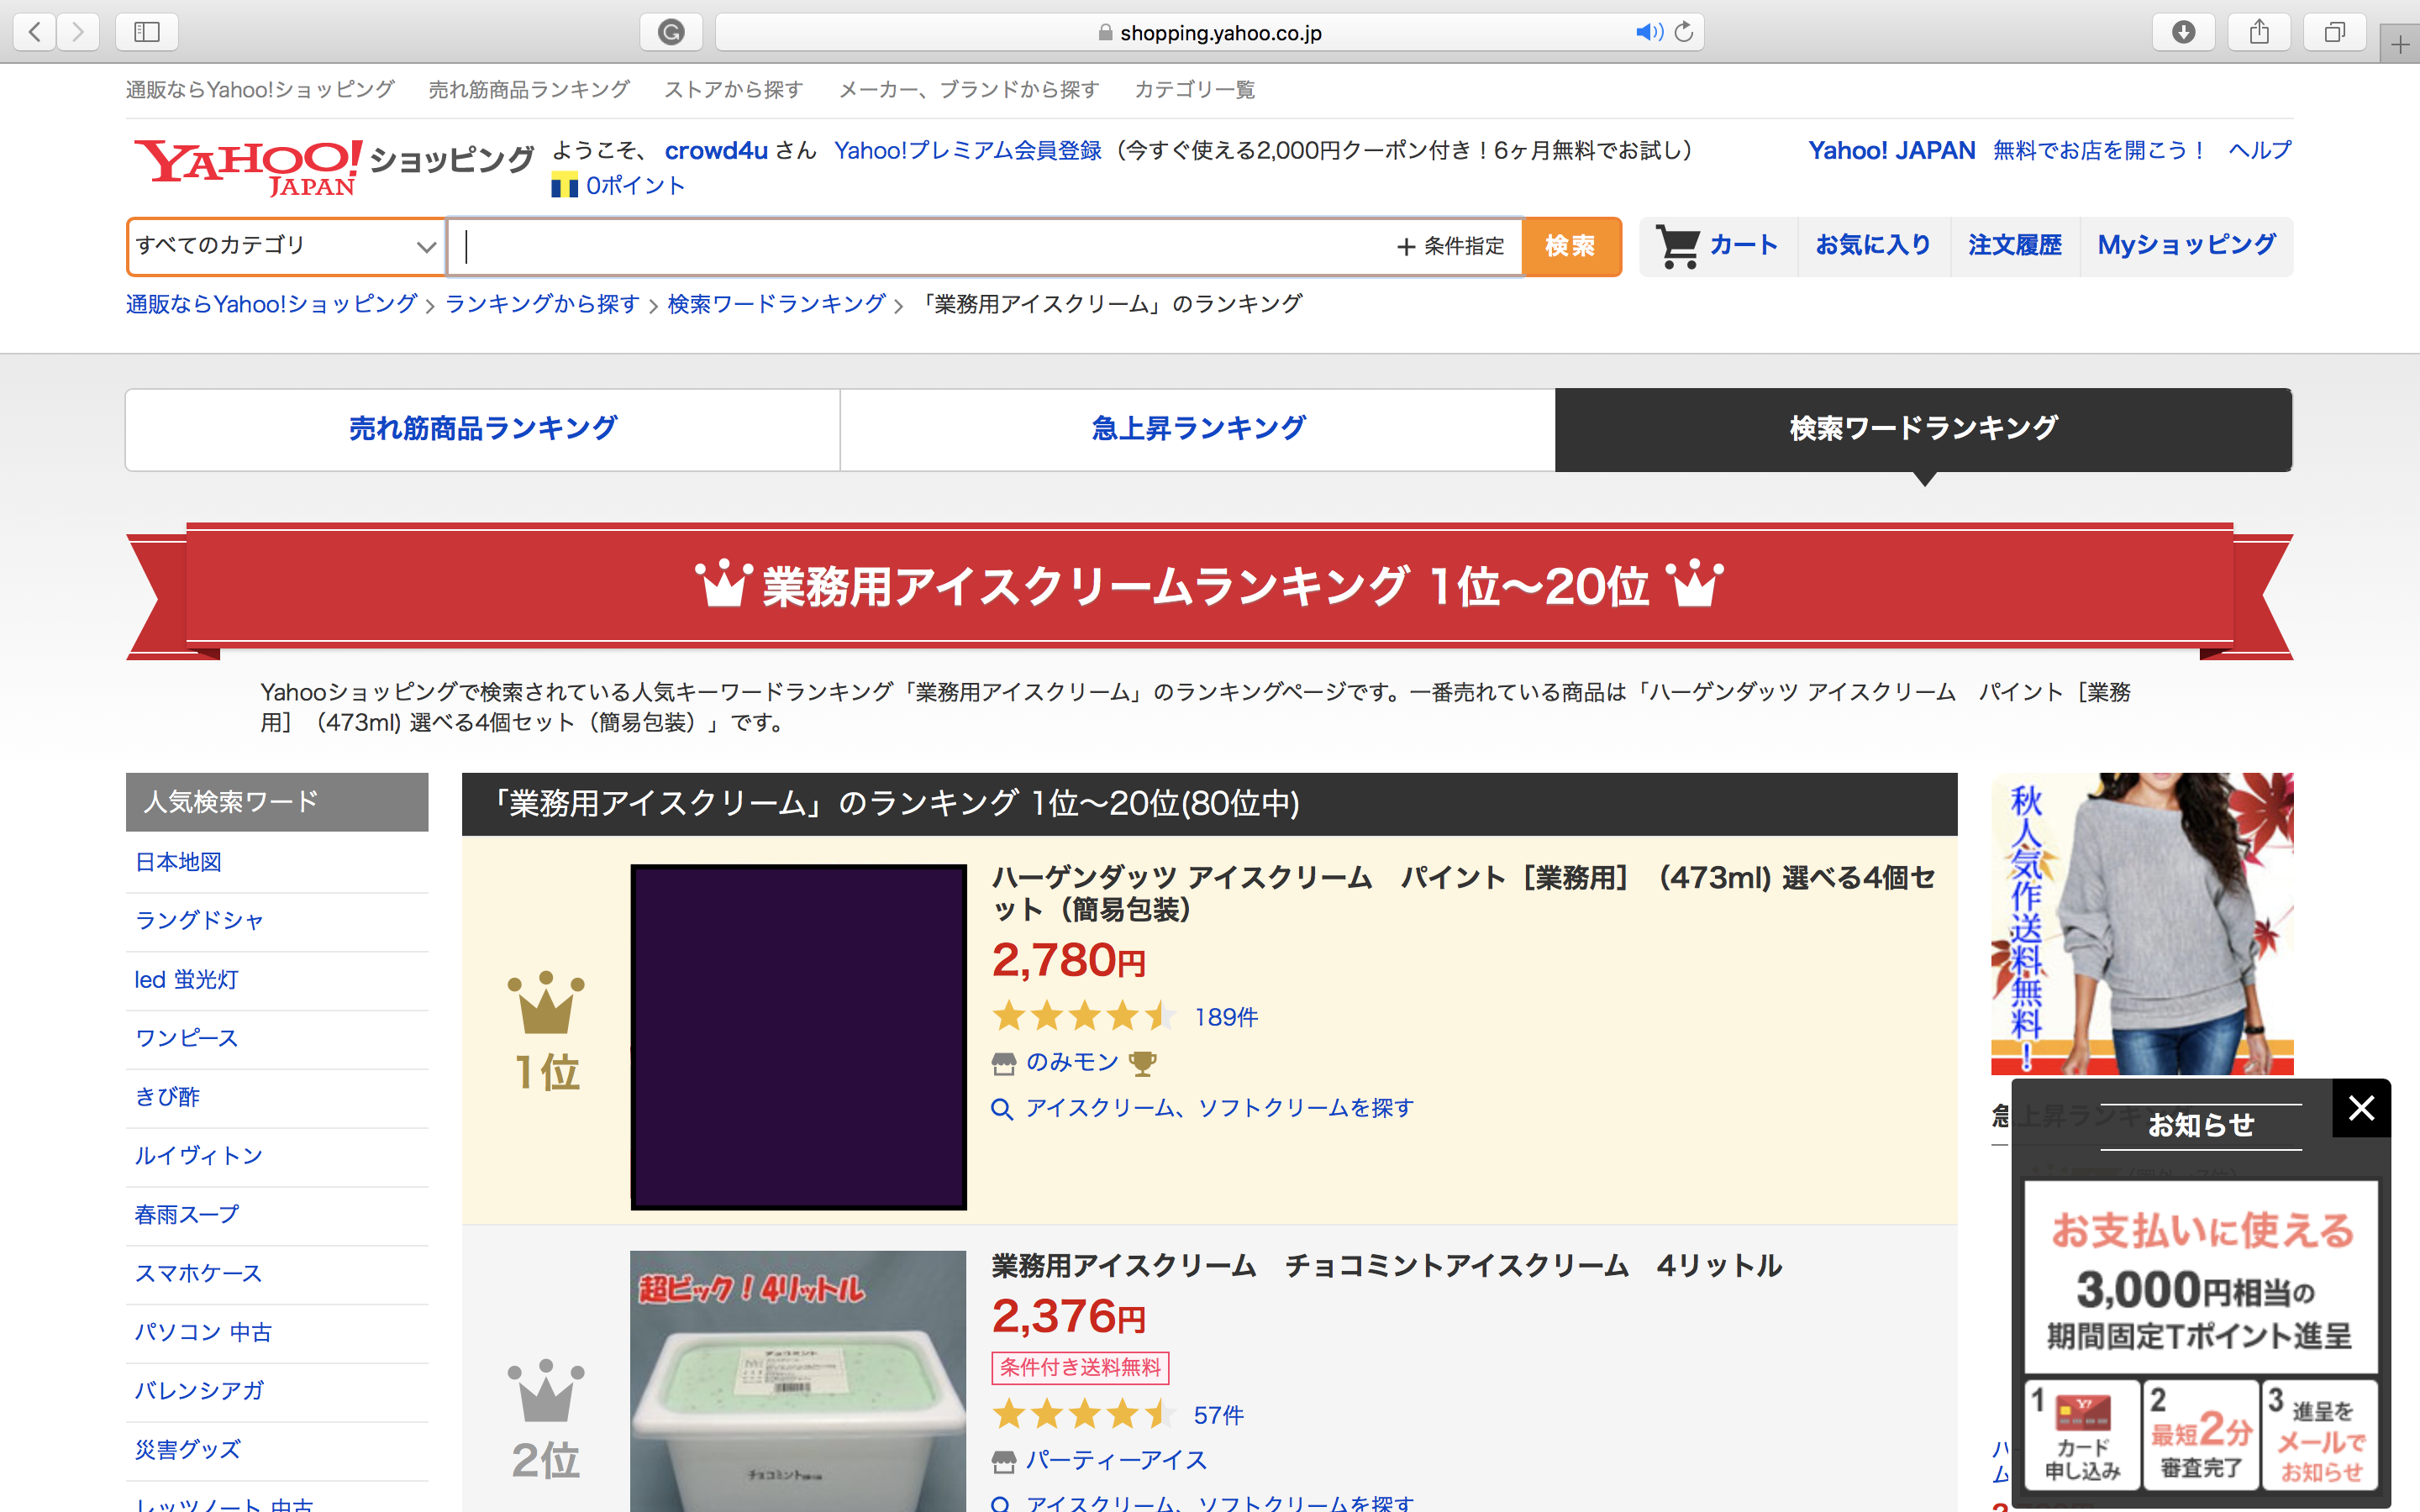 shopping.yahoo.co.jp
通販ならYahoo!ショッピング 売れ筋商品ランキング ストアから探す メーカー、ブランドから探す カテゴリ一覧
YAHOO! JAPAN ショッピング
ようこそ、 crowd4u さん Yahoo!プレミアム会員登録 （今すぐ使える2,000円クーポン付き！6ヶ月無料でお試し）
Yahoo! JAPAN 無料でお店を開こう！ ヘルプ
0ポイント
すべてのカテゴリ
+ 条件指定
検索
カート お気に入り 注文履歴 Myショッピング
通販ならYahoo!ショッピング > ランキングから探す > 検索ワードランキング > 「業務用アイスクリーム」のランキング
売れ筋商品ランキング 急上昇ランキング 検索ワードランキング
業務用アイスクリームランキング 1位〜20位
Yahooショッピングで検索されている人気キーワードランキング「業務用アイスクリーム」のランキングページです。一番売れている商品は「ハーゲンダッツ アイスクリーム　パイント［業務
用］（473ml) 選べる4個セット（簡易包装）」です。
人気検索ワード
日本地図
ラングドシャ
led 蛍光灯
ワンピース
きび酢
ルイヴィトン
春雨スープ
スマホケース
パソコン 中古
バレンシアガ
災害グッズ
レッツノート 中古
「業務用アイスクリーム」のランキング 1位〜20位(80位中)
1位
ハーゲンダッツ アイスクリーム　パイント［業務用］（473ml) 選べる4個セ
ット（簡易包装）
2,780円
189件
のみモン
アイスクリーム、ソフトクリームを探す
2位
超ビック！4リットル
チョコミント
業務用アイスクリーム　チョコミントアイスクリーム　4リットル
2,376円
条件付き送料無料
57件
パーティーアイス
アイスクリーム、ソフトクリームを探す
秋人気作送料無料！
急上昇ランキング
お知らせ
お支払いに使える
3,000円相当の
期間固定Tポイント進呈
1 カード
申し込み
2 最短2分
審査完了
3 進呈を
メールで
お知らせ